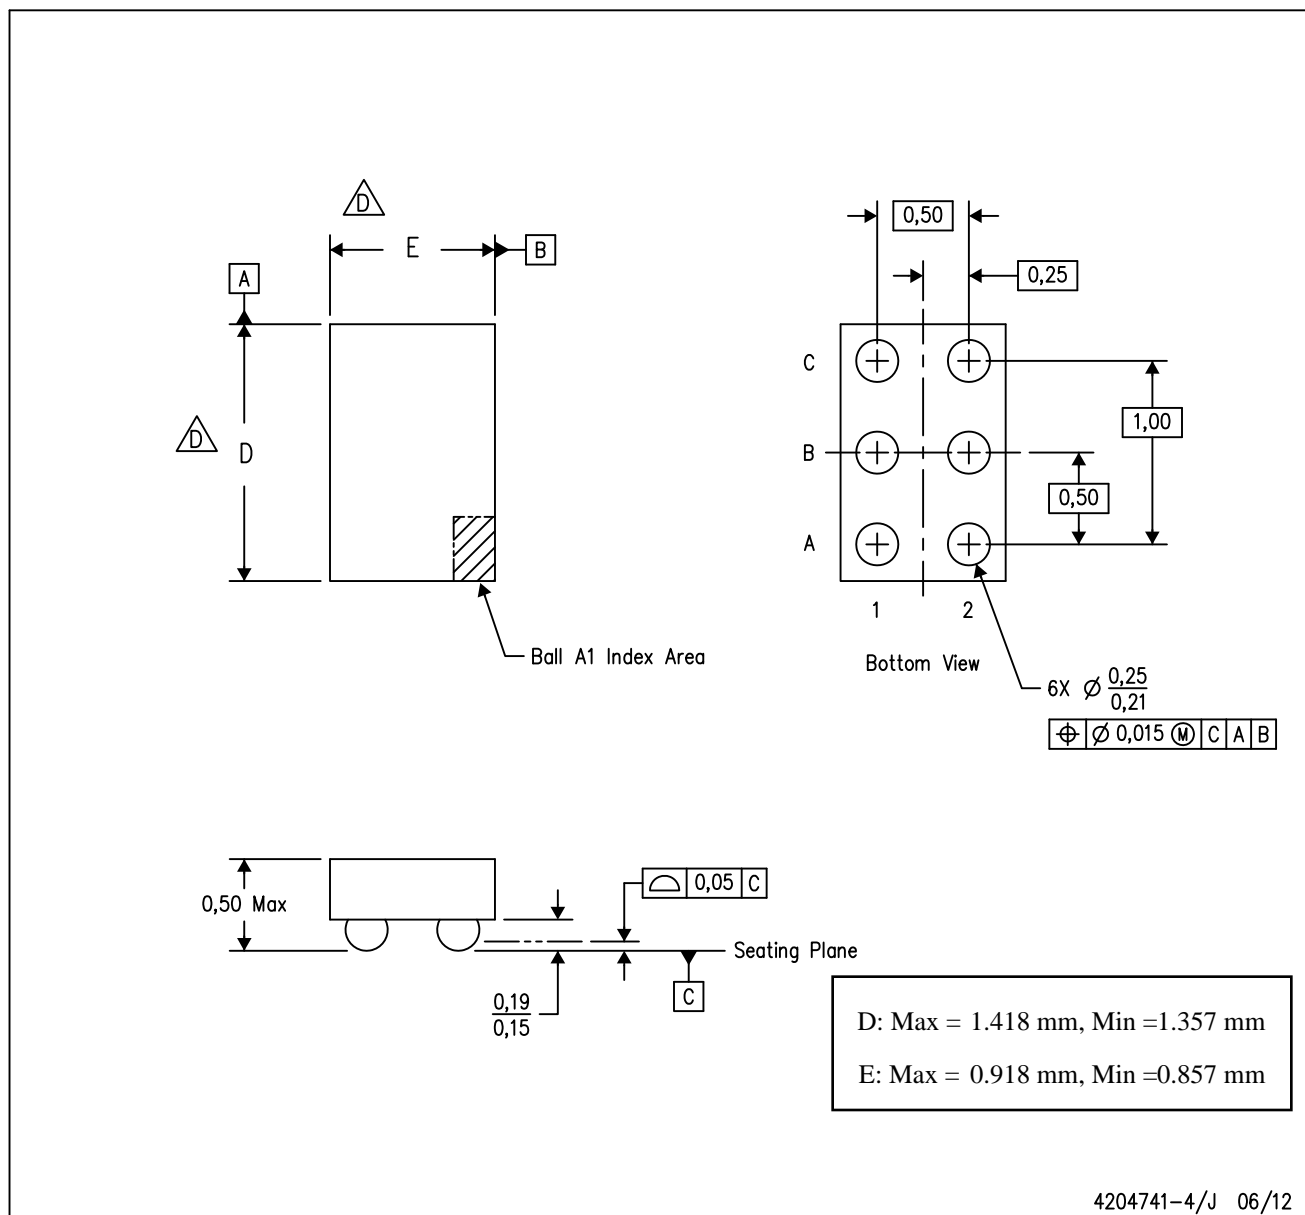 D
E
B
A
D
D
Ball A1 Index Area
0,50
0,25
C
B
A
1,00
0,50
1 2
Bottom View
6X Ø 0,25
0,21
⌖ Ø 0,015 Ⓜ C A B
0,50 Max
0,19
0,15
⌓ 0,05 C
Seating Plane
C
D: Max = 1.418 mm, Min =1.357 mm
E: Max = 0.918 mm, Min =0.857 mm
4204741-4/J 06/12